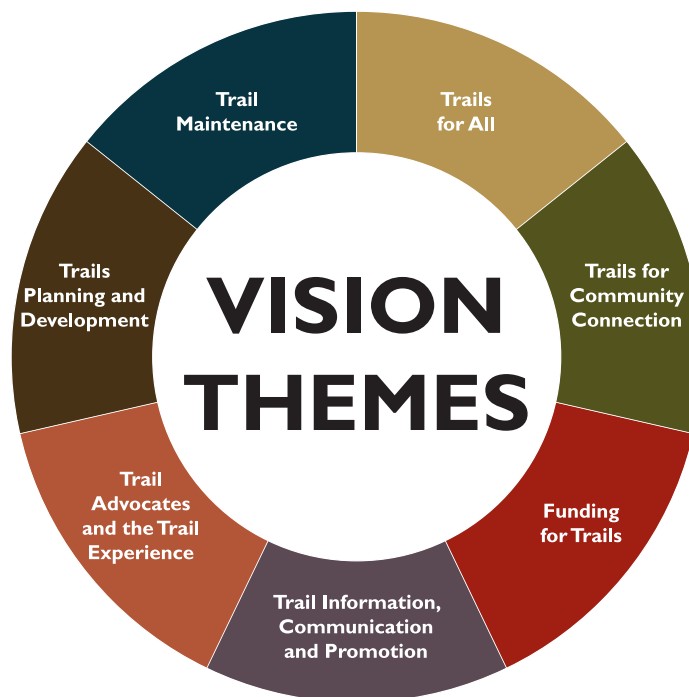 VISION
THEMES
Trails
for All
Trails for
Community
Connection
Funding
for Trails
Trail Information,
Communication
and Promotion
Trail
Advocates
and the Trail
Experience
Trails
Planning and
Development
Trail
Maintenance